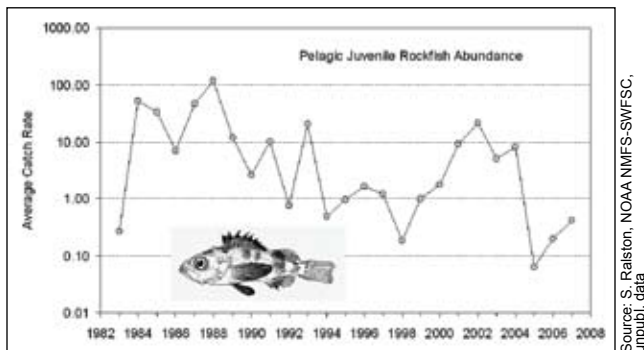 Pelagic Juvenile Rockfish Abundance
Average Catch Rate
1000.00
100.00
10.00
1.00
0.10
0.01
1982 1984 1986 1988 1990 1992 1994 1996 1998 2000 2002 2004 2006 2008
Source: S. Ralston, NOAA NMFS-SWFSC,
unpubl. data